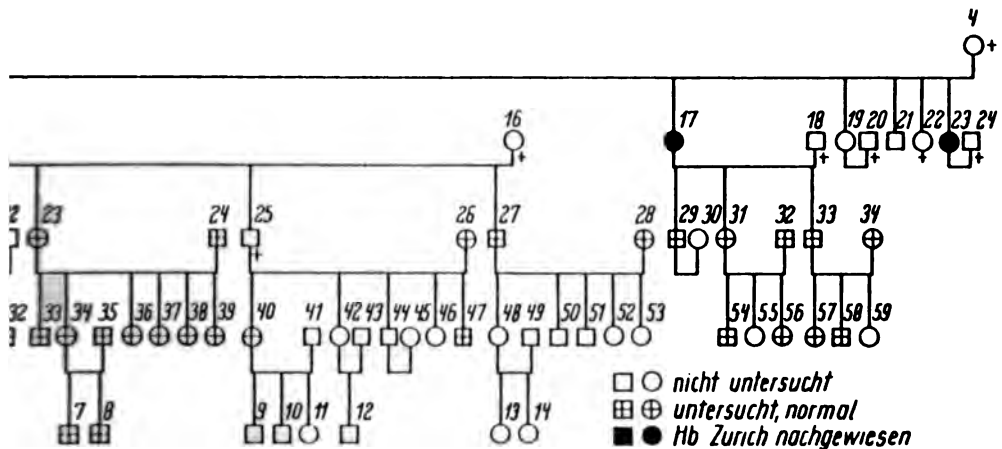 4
16 17 18 19 20 21 22 23 24
23 24 25 26 27 28 29 30 31 32 33 34
32 33 34 35 36 37 38 39 40 41 42 43 44 45 46 47 48 49 50 51 52 53 54 55 56 57 58 59
7 8 9 10 11 12 13 14
nicht untersucht
untersucht, normal
Hb Zurich nachgewiesen